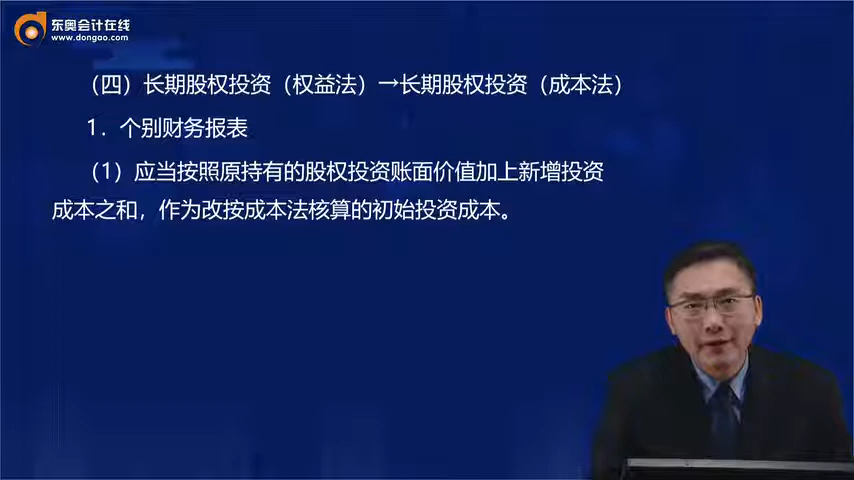 东奥会计在线
www.dongao.com
（四）长期股权投资（权益法）→长期股权投资（成本法）
1．个别财务报表
（1）应当按照原持有的股权投资账面价值加上新增投资
成本之和，作为改按成本法核算的初始投资成本。